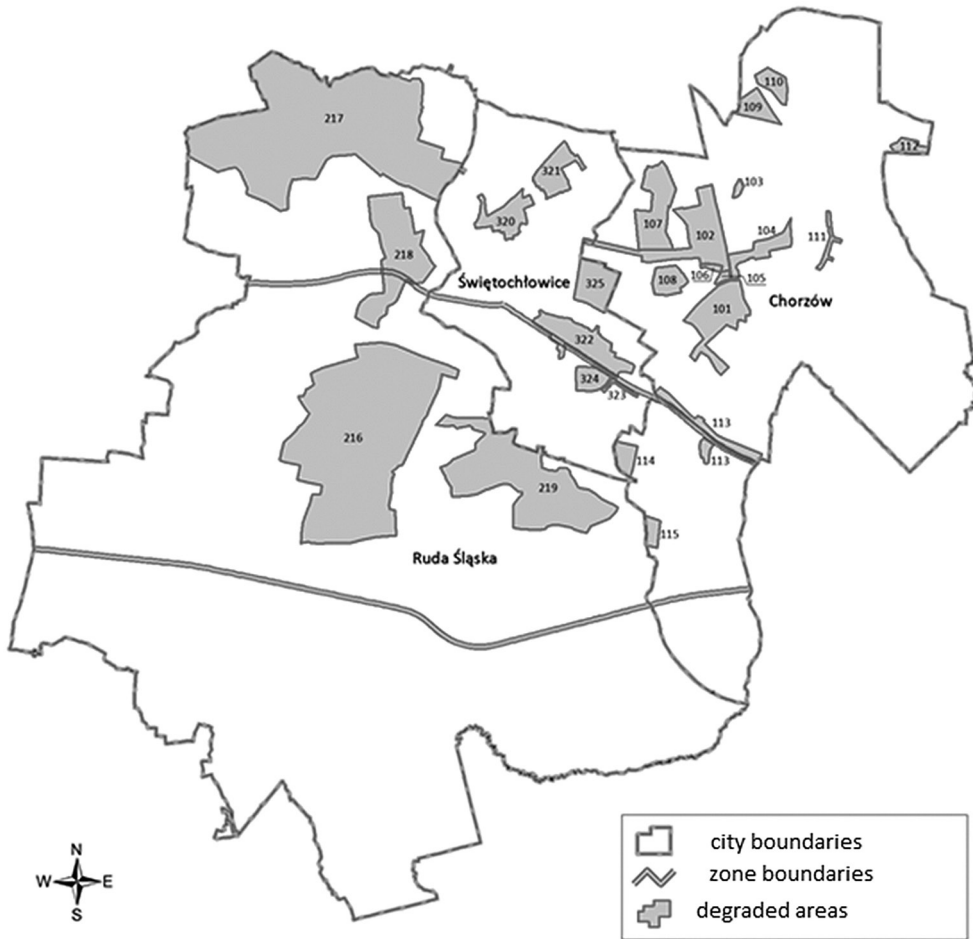 110
109
217
112
321
103
107
320
102
104
111
218
106
105
Świętochłowice
325
108
Chorzów
101
322
324
323
113
216
114
113
219
115
Ruda Śląska
N
W E
S
city boundaries
zone boundaries
degraded areas